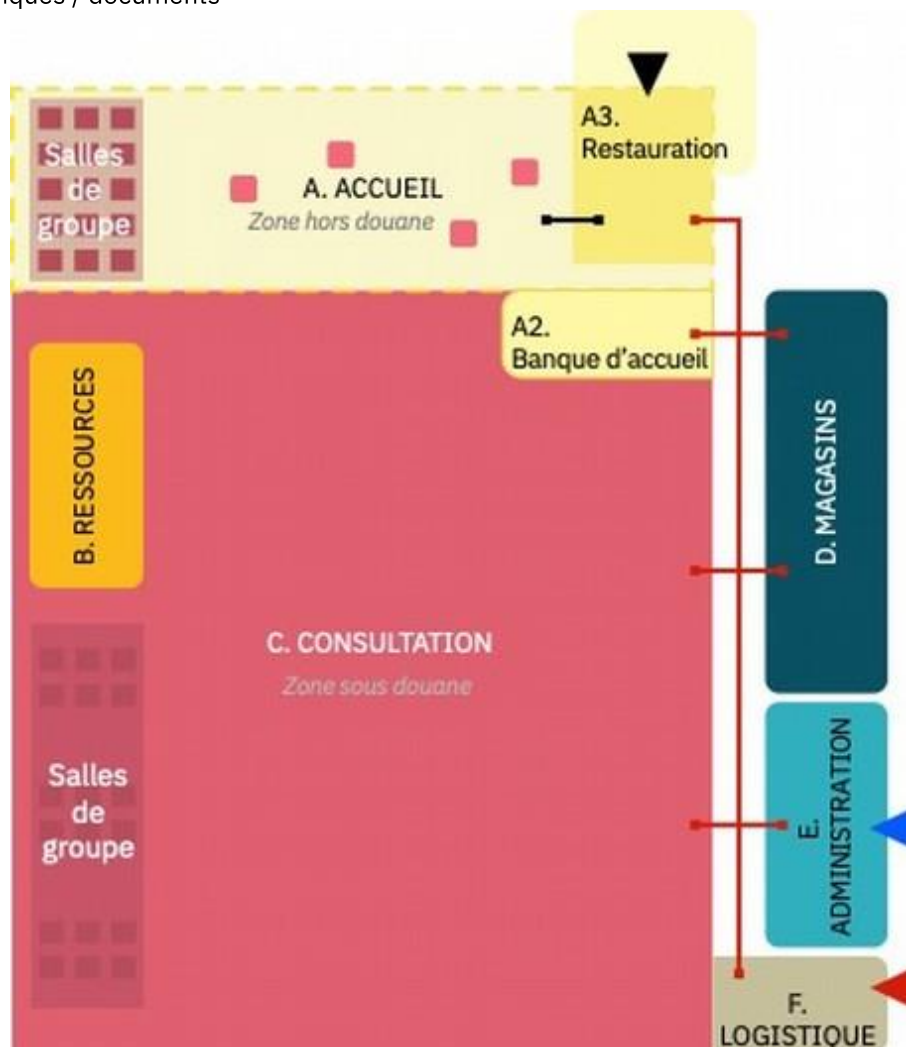 iques / documents
A3.
Restauration
Salles
de
groupe
A. ACCUEIL
Zone hors douane
A2.
Banque d'accueil
B. RESSOURCES
D. MAGASINS
C. CONSULTATION
Zone sous douane
Salles
de
groupe
E.
ADMINISTRATION
F.
LOGISTIQUE